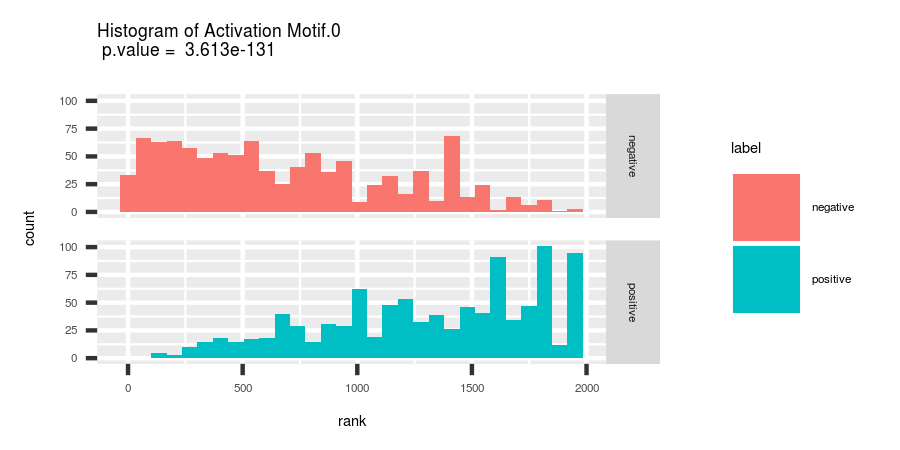 Histogram of Activation Motif.0
p.value = 3.613e-131
100
75
50
25
0
negative
100
75
50
25
0
positive
count
0
500
1000
1500
2000
rank
label
negative
positive